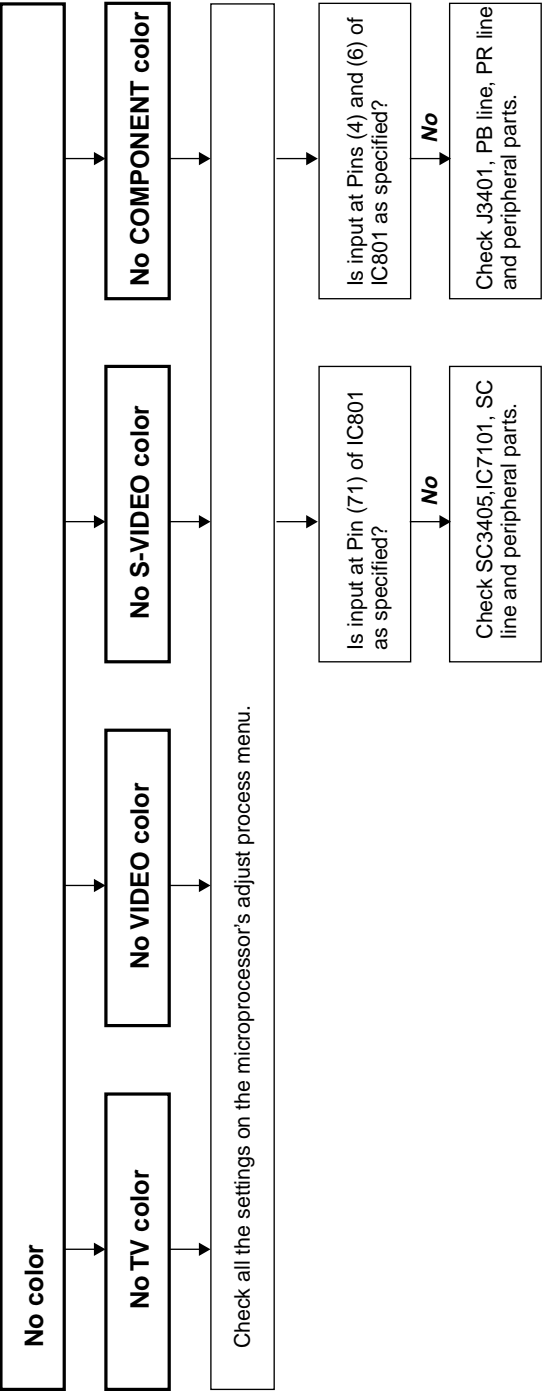 No color
No TV color
No VIDEO color
No S-VIDEO color
No COMPONENT color
Check all the settings on the microprocessor's adjust process menu.
Is input at Pin (71) of IC801
as specified?
No
Check SC3405,IC7101, SC
line and peripheral parts.
Is input at Pins (4) and (6) of
IC801 as specified?
No
Check J3401, PB line, PR line
and peripheral parts.